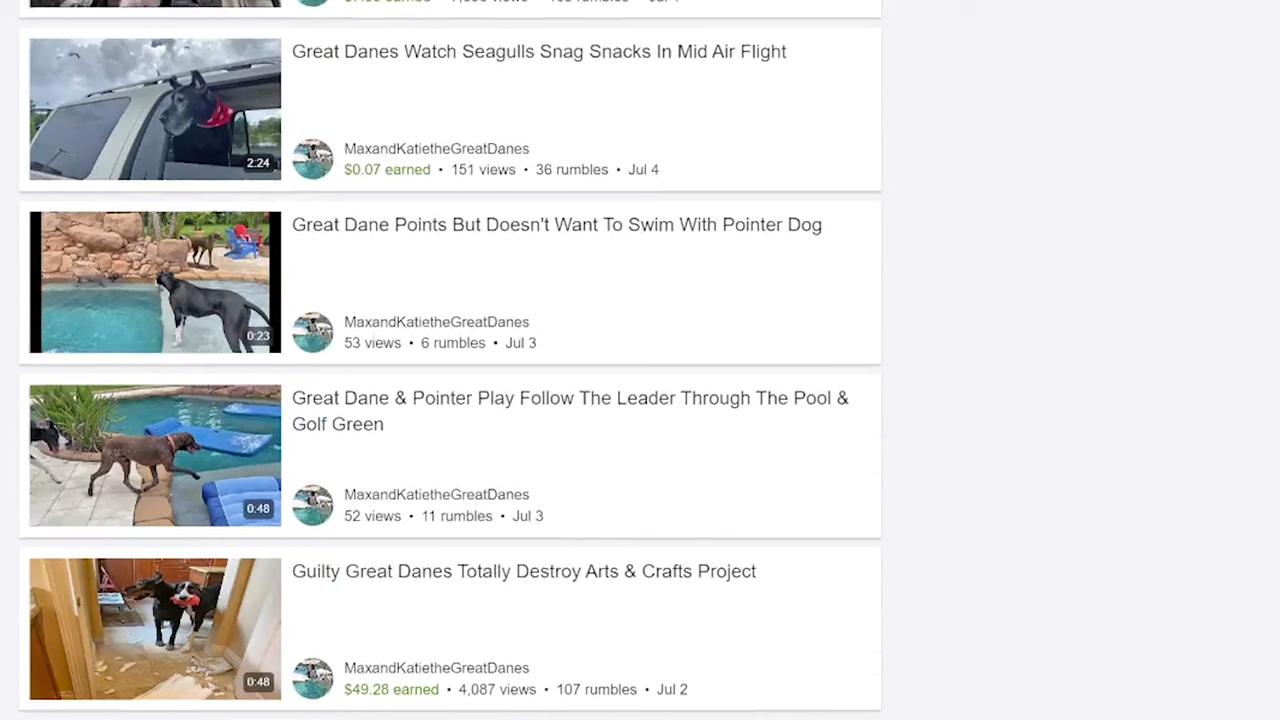 Great Danes Watch Seagulls Snag Snacks In Mid Air Flight
2:24
MaxandKatietheGreatDanes
$0.07 earned • 151 views • 36 rumbles • Jul 4
Great Dane Points But Doesn't Want To Swim With Pointer Dog
0:23
MaxandKatietheGreatDanes
53 views • 6 rumbles • Jul 3
Great Dane & Pointer Play Follow The Leader Through The Pool &
Golf Green
0:48
MaxandKatietheGreatDanes
52 views • 11 rumbles • Jul 3
Guilty Great Danes Totally Destroy Arts & Crafts Project
0:48
MaxandKatietheGreatDanes
$49.28 earned • 4,087 views • 107 rumbles • Jul 2